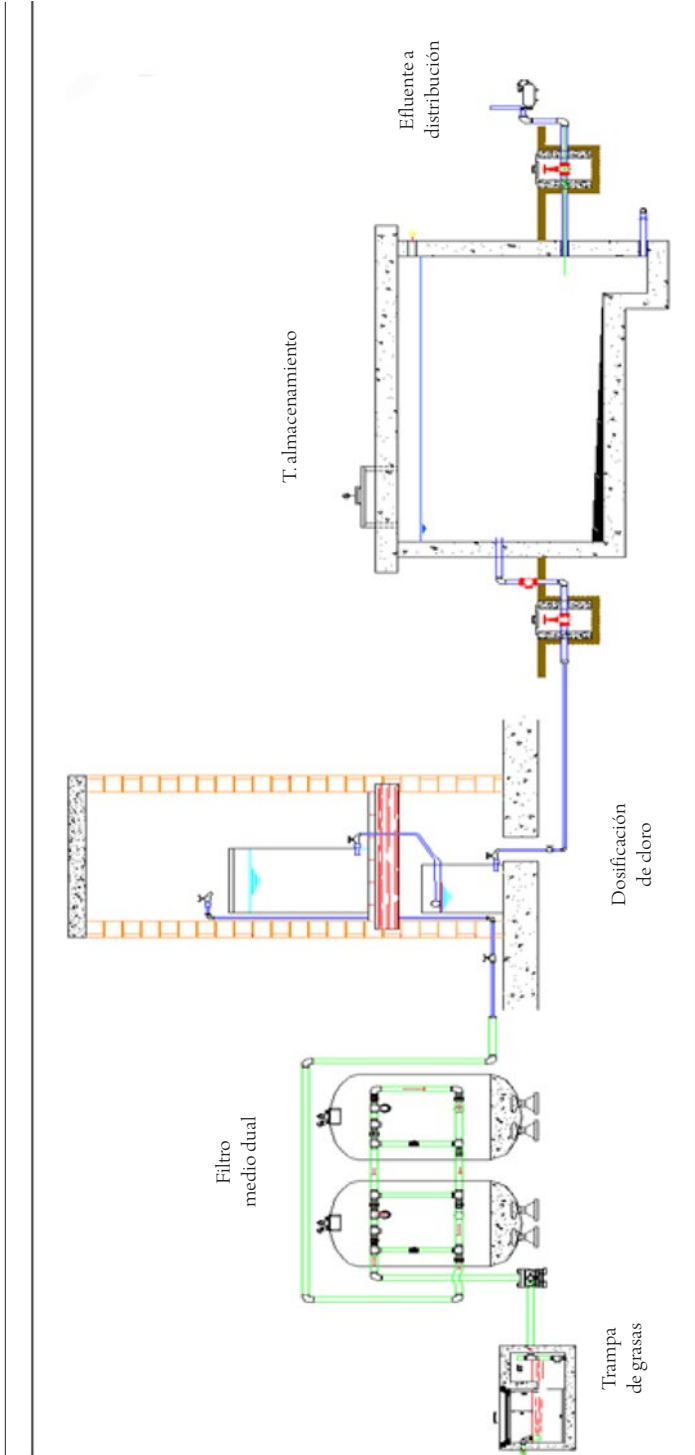 Trampa
de grasas
Filtro
medio dual
Dosificación
de cloro
T. almacenamiento
Efluente a
distribución